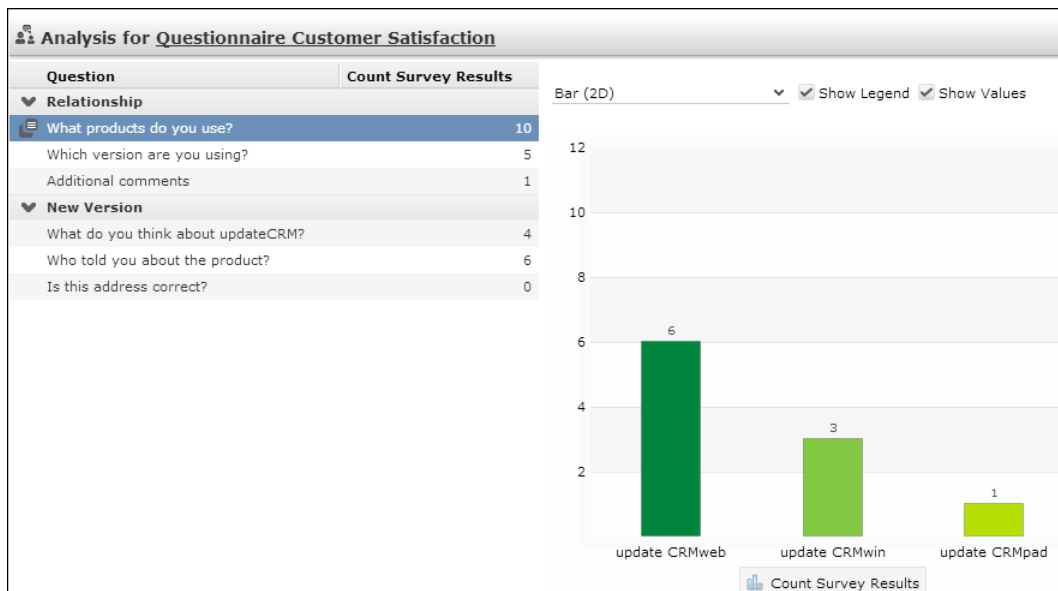 Analysis for Questionnaire Customer Satisfaction
Question Count Survey Results
Relationship
What products do you use? 10
Which version are you using? 5
Additional comments 1
New Version
What do you think about updateCRM? 4
Who told you about the product? 6
Is this address correct? 0
Bar (2D) Show Legend Show Values
12
10
8
6
6
4
3
2
1
update CRMweb update CRMwin update CRMpad
Count Survey Results